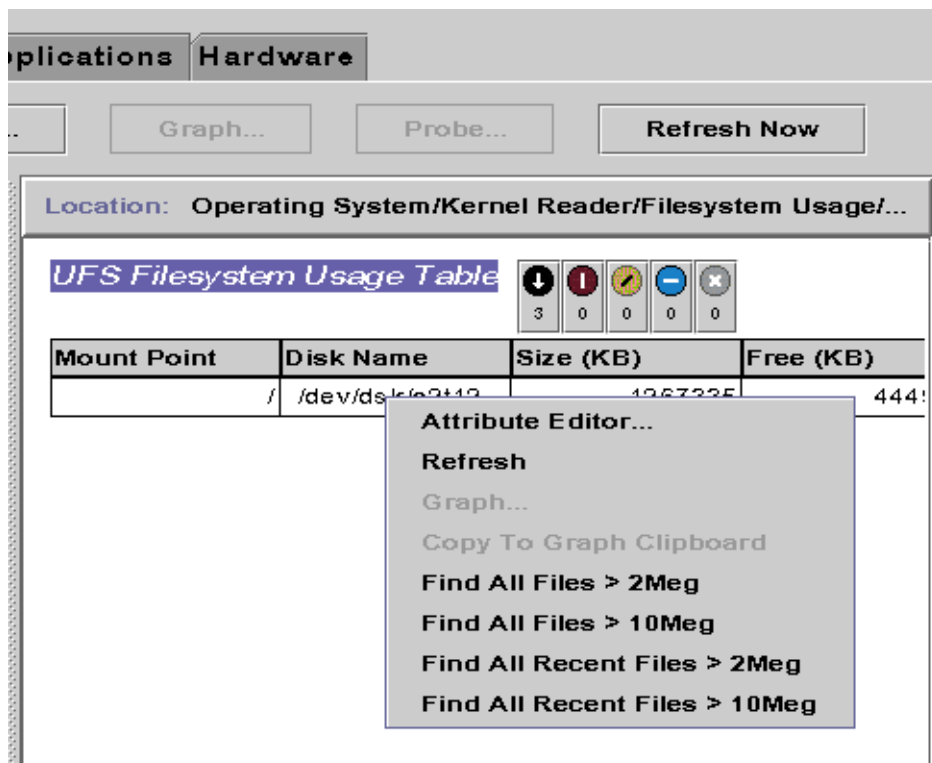 pplications Hardware
... Graph... Probe... Refresh Now
Location: Operating System/Kernel Reader/Filesystem Usage/...
UFS Filesystem Usage Table
3 0 0 0 0
Mount Point Disk Name Size (KB) Free (KB)
/ 1267335
Attribute Editor...
Refresh
Graph...
Copy To Graph Clipboard
Find All Files > 2Meg
Find All Files > 10Meg
Find All Recent Files > 2Meg
Find All Recent Files > 10Meg